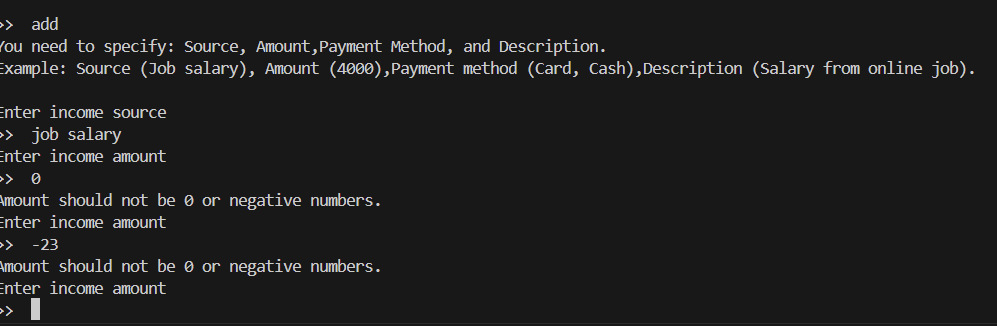 >> add
You need to specify: Source, Amount,Payment Method, and Description.
Example: Source (Job salary), Amount (4000),Payment method (Card, Cash),Description (Salary from online job).
Enter income source
>> job salary
Enter income amount
>> 0
Amount should not be 0 or negative numbers.
Enter income amount
>> -23
Amount should not be 0 or negative numbers.
Enter income amount
>>